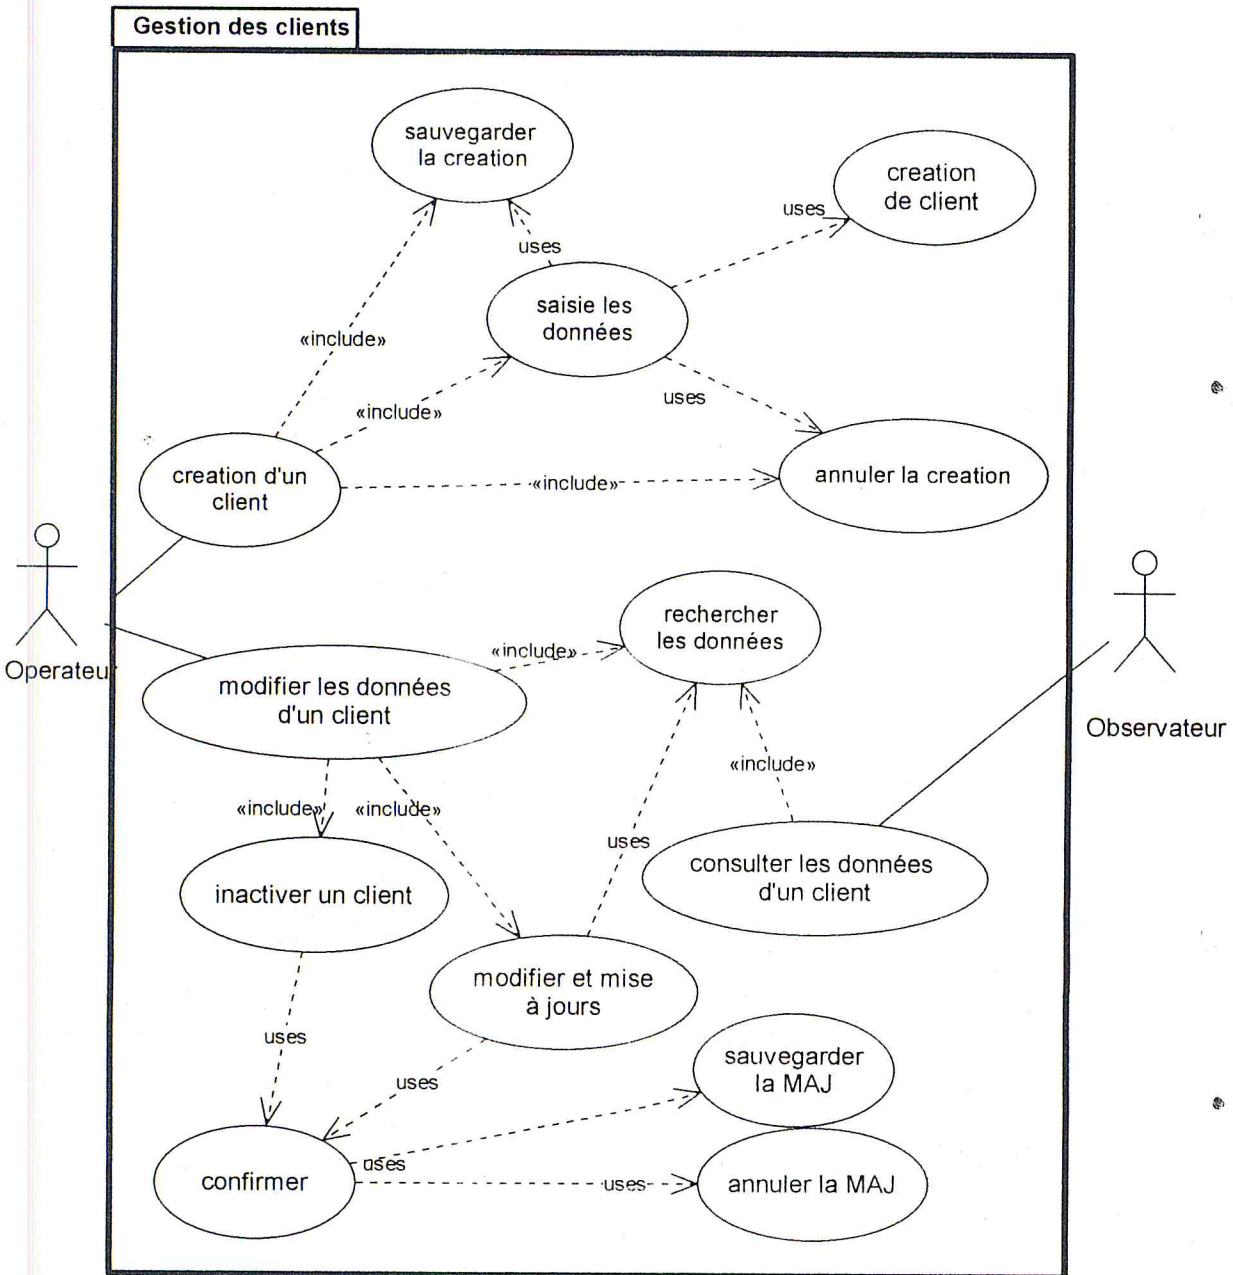 Gestion des clients
sauvegarder
la creation
creation
de client
uses
uses
saisie les
données
«include»
uses
«include»
creation d'un
client
«include»
annuler la creation
rechercher
les données
«include»
Operateur
modifier les données
d'un client
Observateur
«include»
«include»
«include»
uses
consulter les données
d'un client
inactiver un client
modifier et mise
à jours
uses
sauvegarder
la MAJ
uses
uses
confirmer
uses
annuler la MAJ